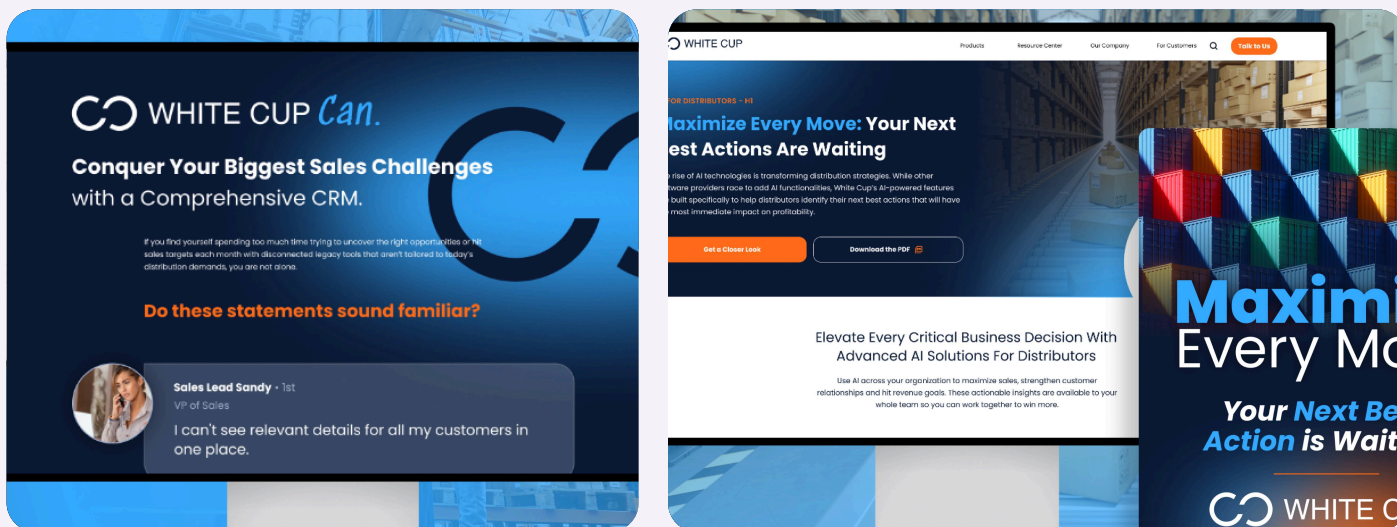 WHITE CUP Can.
Conquer Your Biggest Sales Challenges
with a Comprehensive CRM.
If you find yourself spending too much time trying to uncover the right opportunities or hit
sales targets each month with disconnected legacy tools that aren't tailored to today's
distribution demands, you are not alone.
Do these statements sound familiar?
Sales Lead Sandy • 1st
VP of Sales
I can't see relevant details for all my customers in
one place.
WHITE CUP
Products
Resource Center
Our Company
For Customers
Talk to Us
FOR DISTRIBUTORS -
Maximize Every Move: Your Next
est Actions Are Waiting
rise of AI technologies is transforming distribution strategies. While other
tware providers race to add AI functionalities, White Cup's AI-powered features
built specifically to help distributors identify their next best actions that will have
most immediate impact on profitability.
Get a Closer Look
Download the PDF
Elevate Every Critical Business Decision With
Advanced AI Solutions For Distributors
Use AI across your organization to maximize sales, strengthen customer
relationships and hit revenue goals. These actionable insights are available to your
whole team so you can work together to win more.
Maximi
Every Mo
Your Next Be
Action is Wait
WHITE C